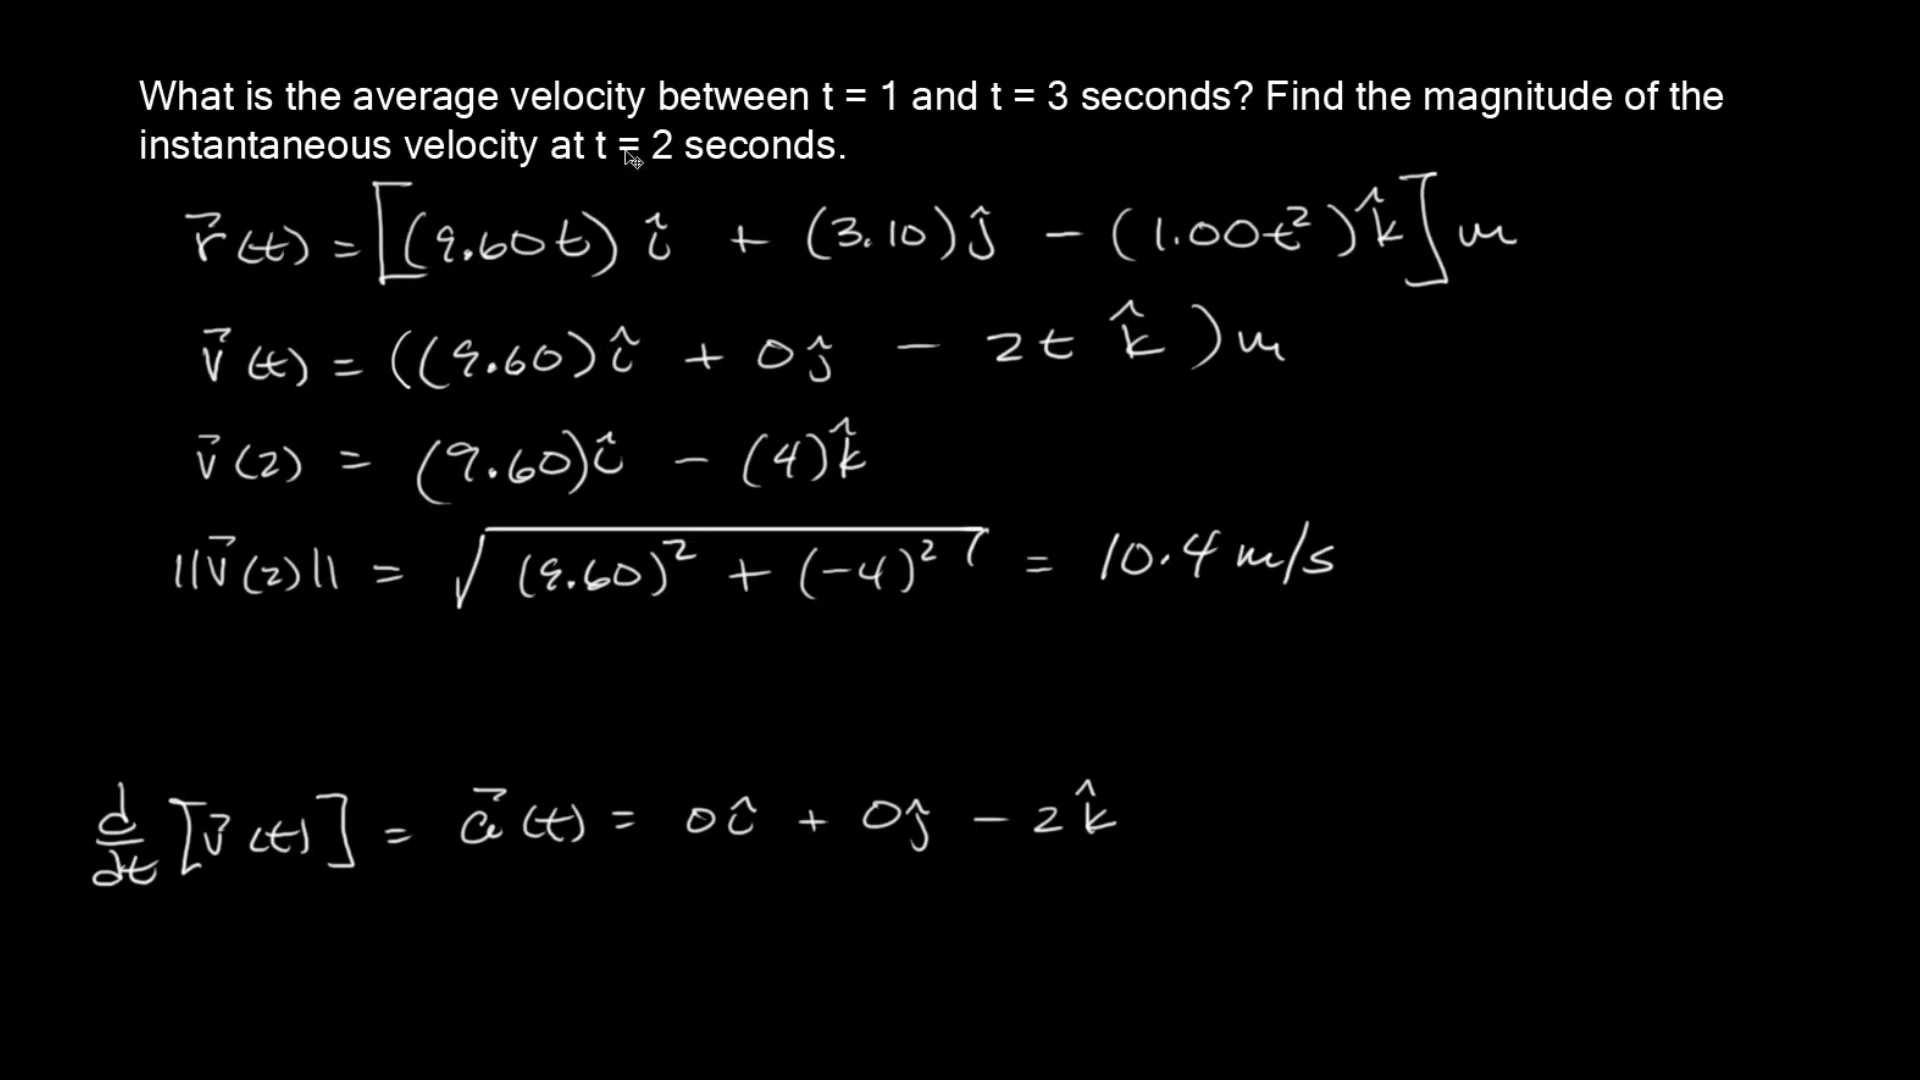 What is the average velocity between t = 1 and t = 3 seconds? Find the magnitude of the
instantaneous velocity at t = 2 seconds.
r⃗(t) = [(9.60t) î + (3.10) ĵ − (1.00t²) k̂] m
v⃗(t) = ((9.60) î + 0 ĵ − 2t k̂) m
v⃗(2) = (9.60) î − (4) k̂
||v⃗(2)|| = √((9.60)² + (−4)²) = 10.4 m/s
d/dt [v⃗(t)] = a⃗(t) = 0 î + 0 ĵ − 2 k̂